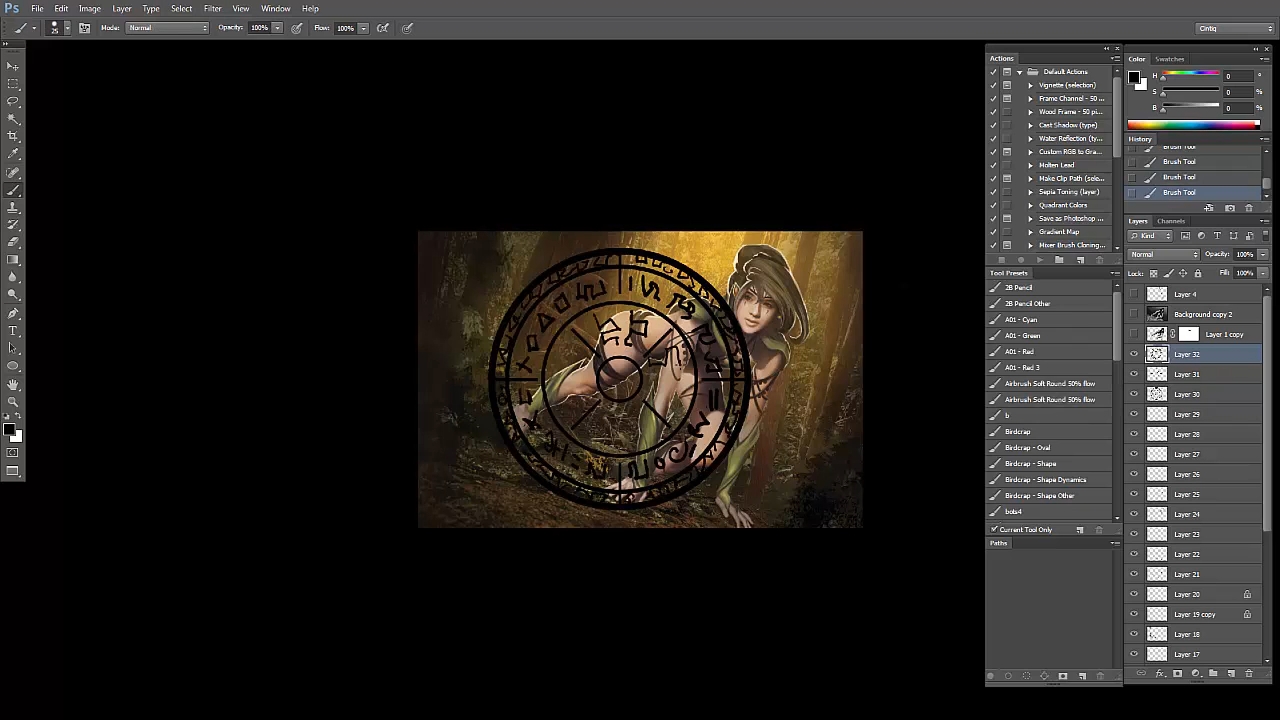 Ps File Edit Image Layer Type Select Filter View Window Help
25 Mode: Normal Opacity: 100% Flow: 100% Cintiq
Actions
Default Actions
Vignette (selection)
Frame Channel - 50 ...
Wood Frame - 50 pi...
Cast Shadow (type)
Water Reflection (ty...
Custom RGB to Gra...
Molten Lead
Make Clip Path (sele...
Sepia Toning (layer)
Quadrant Colors
Save as Photoshop ...
Gradient Map
Mixer Brush Cloning...
Tool Presets
2B Pencil
2B Pencil Other
A01 - Cyan
A01 - Green
A01 - Red
A01 - Red 3
Airbrush Soft Round 50% flow
Airbrush Soft Round 50% flow
b
Birdcrap
Birdcrap - Oval
Birdcrap - Shape
Birdcrap - Shape Dynamics
Birdcrap - Shape Other
bots4
Current Tool Only
Paths
Color Swatches
H 0 °
S 0 %
B 0 %
History
Brush Tool
Brush Tool
Brush Tool
Brush Tool
Layers Channels
Kind
Normal Opacity: 100%
Lock: Fill: 100%
Layer 4
Background copy 2
Layer 1 copy
Layer 32
Layer 31
Layer 30
Layer 29
Layer 28
Layer 27
Layer 26
Layer 25
Layer 24
Layer 23
Layer 22
Layer 21
Layer 20
Layer 19 copy
Layer 18
Layer 17